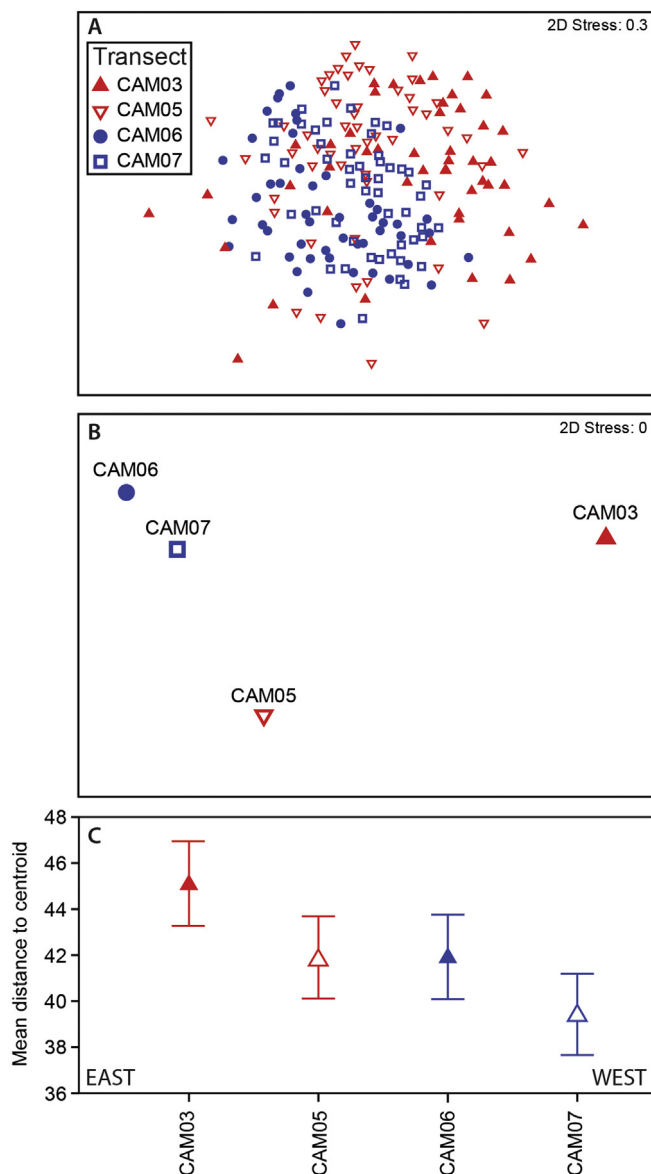 A
2D Stress: 0.3
Transect
CAM03
CAM05
CAM06
CAM07
B
2D Stress: 0
CAM06
CAM07
CAM03
CAM05
C
Mean distance to centroid
48
46
44
42
40
38
36
EAST
WEST
CAM03
CAM05
CAM06
CAM07